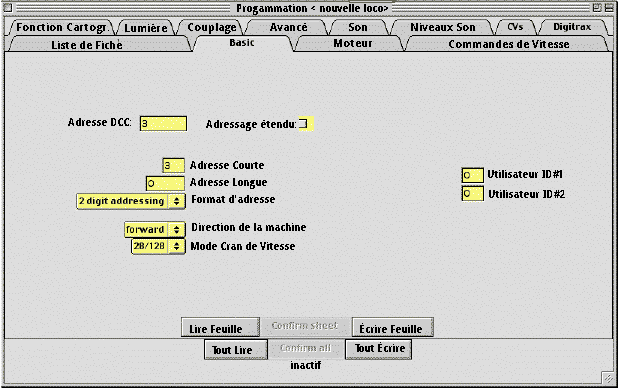 Progammation < nouvelle loco>
Fonction Cartogr. Lumière Couplage Avancé Son Niveaux Son CVs Digitrax
Liste de Fichè Basic Moteur Commandes de Vitesse
Adresse DCC: 3 Adressage étendu:
3 Adresse Courte
0 Adresse Longue
2 digit addressing Format d'adresse
0 Utilisateur ID#1
0 Utilisateur ID#2
forward Direction de la machine
28/128 Mode Cran de Vitesse
Lire Feuille Confirm sheet Écrire Feuille
Tout Lire Confirm all Tout Écrire
inactif